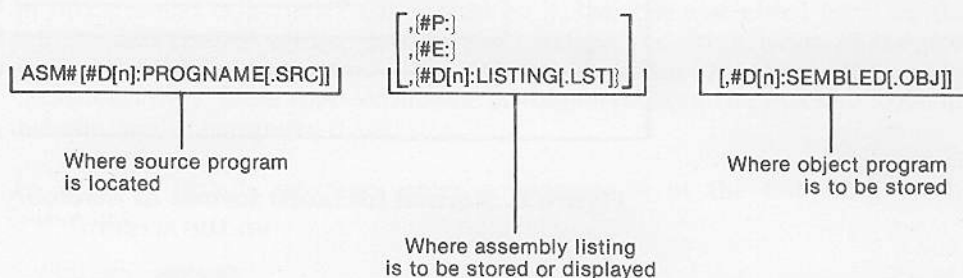 ,{#P:}
,{#E:}
ASM# [#D[n]:PROGNAME[.SRC]] ,{#D[n]:LISTING[.LST]} [,#D[n]:SEMBLED[.OBJ]]
Where source program
is located
Where object program
is to be stored
Where assembly listing
is to be stored or displayed